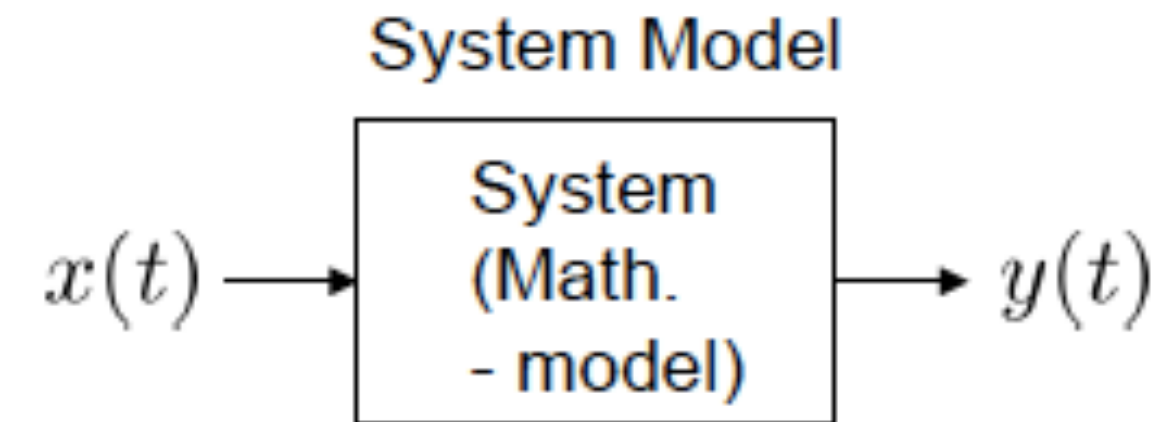 System Model
System
(Math.
x(t)
y(t)
- model)